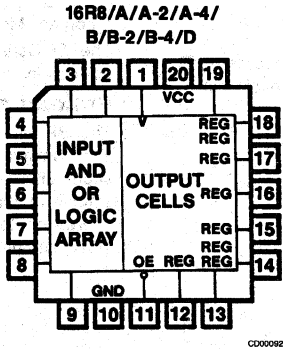 16R8/A/A-2/A-4/
B/B-2/B-4/D
3 2 1 20 19
VCC
4 REG 18
REG
5 INPUT REG 17
AND
6 OR OUTPUT REG 16
LOGIC CELLS
7 ARRAY REG 15
REG
8 OE REG REG 14
GND
9 10 11 12 13
CD00092